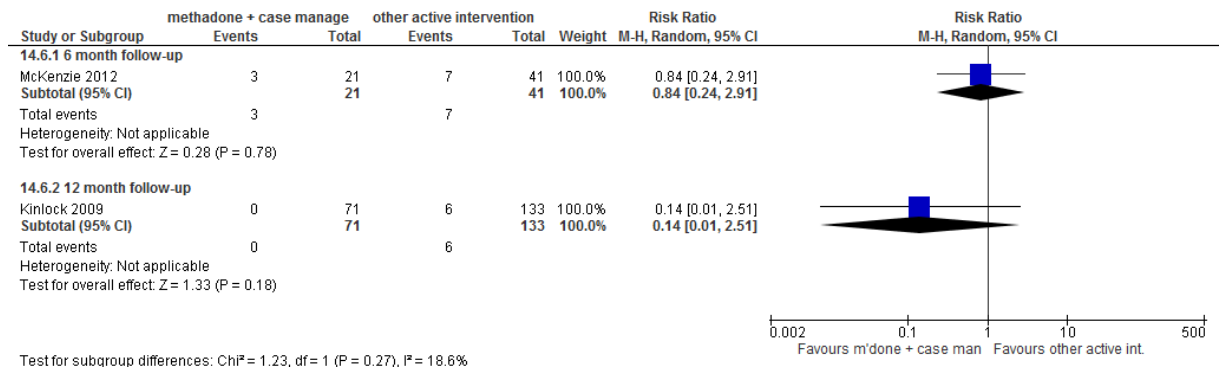 methadone + case manage other active intervention Risk Ratio Risk Ratio
Study or Subgroup Events Total Events Total Weight M-H, Random, 95% CI M-H, Random, 95% CI
14.6.1 6 month follow-up
McKenzie 2012 3 21 7 41 100.0% 0.84 [0.24, 2.91]
Subtotal (95% CI) 21 41 100.0% 0.84 [0.24, 2.91]
Total events 3 7
Heterogeneity: Not applicable
Test for overall effect: Z = 0.28 (P = 0.78)
14.6.2 12 month follow-up
Kinlock 2009 0 71 6 133 100.0% 0.14 [0.01, 2.51]
Subtotal (95% CI) 71 133 100.0% 0.14 [0.01, 2.51]
Total events 0 6
Heterogeneity: Not applicable
Test for overall effect: Z = 1.33 (P = 0.18)
0.002 0.1 1 10 500
Favours m'done + case man Favours other active int.
Test for subgroup differences: Chi² = 1.23, df = 1 (P = 0.27), I² = 18.6%